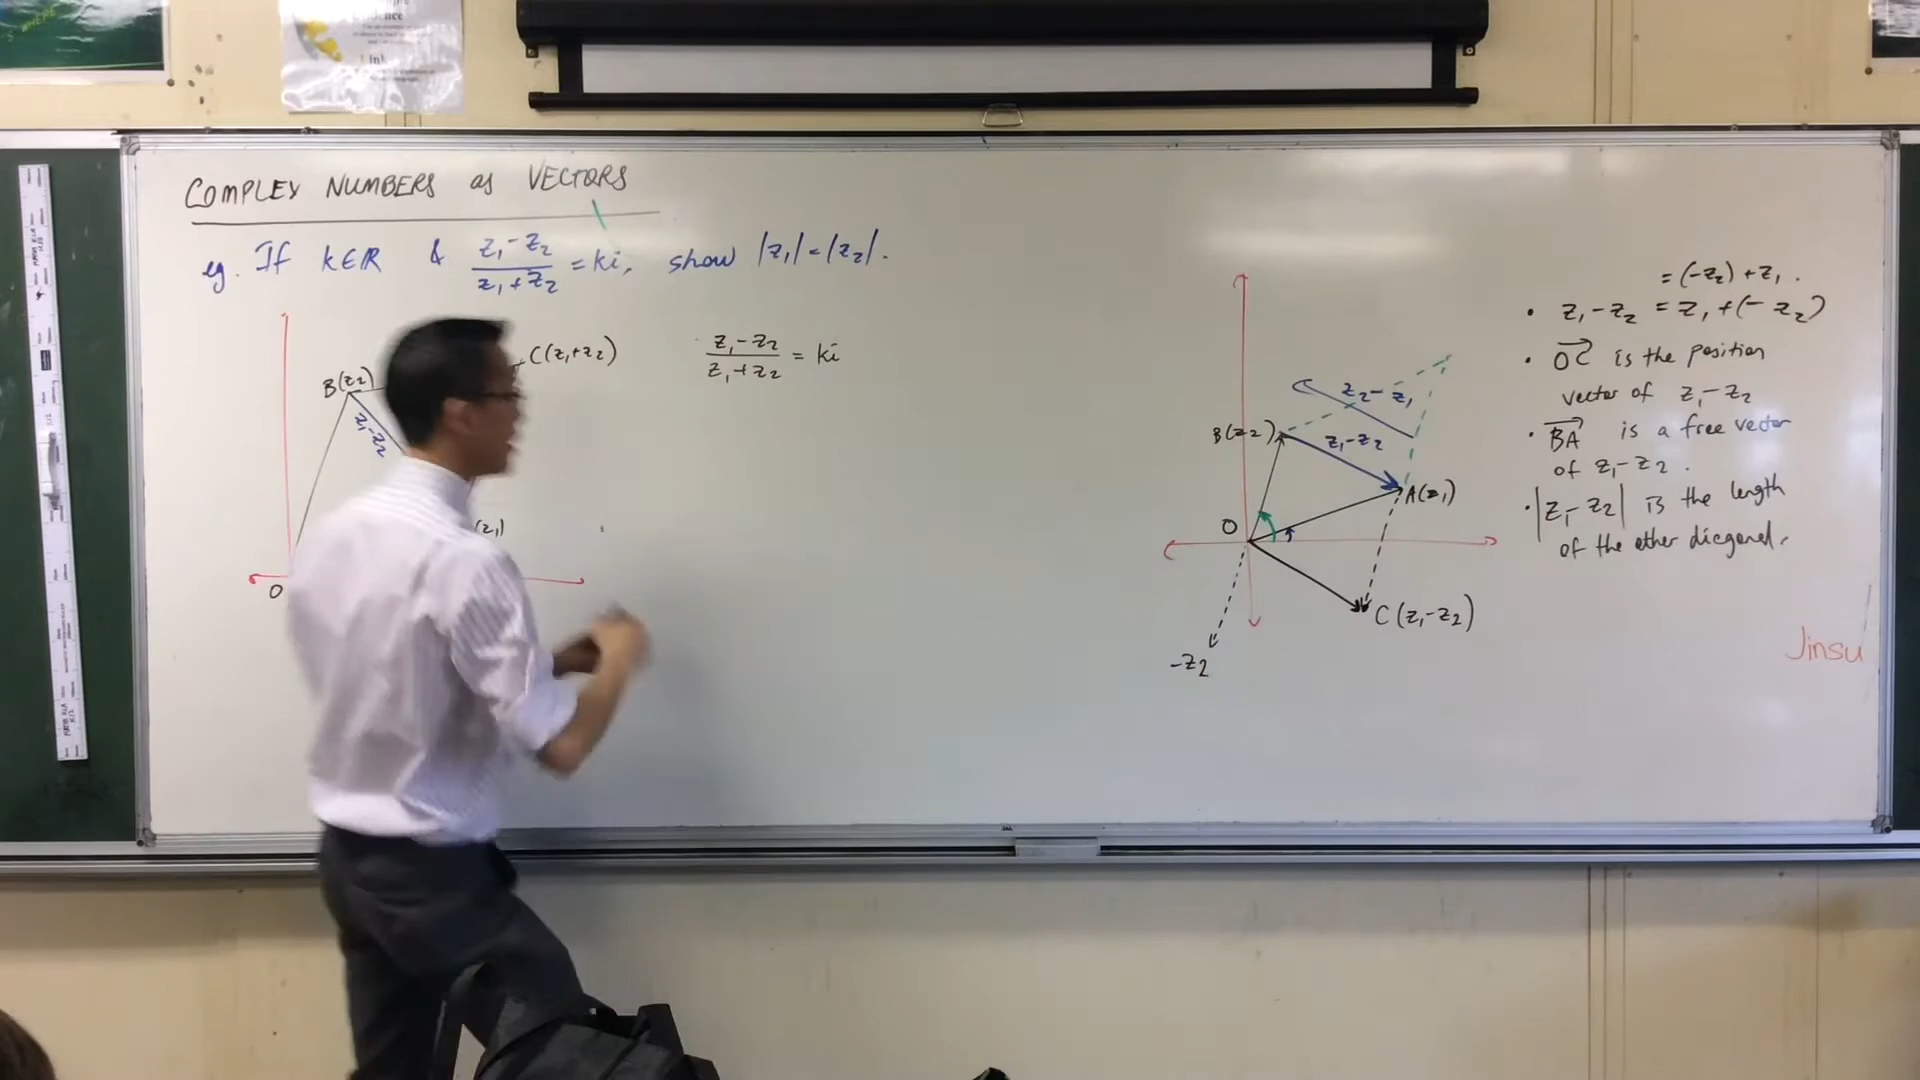 COMPLEX NUMBERS as VECTORS
eg. If k∈ℝ & (z₁-z₂)/(z₁+z₂) = ki, show |z₁|=|z₂|.
B(z₂)
C(z₁+z₂)
z₁-z₂
(z₁)
O
(z₁-z₂)/(z₁+z₂) = ki
z₂-z₁
B(z₂)
z₁-z₂
A(z₁)
O
C(z₁-z₂)
-z₂
=(-z₂)+z₁.
• z₁-z₂ = z₁+(-z₂)
• OC is the position
vector of z₁-z₂
• BA is a free vector
of z₁-z₂.
• |z₁-z₂| is the length
of the other diagonal.
Jinsu